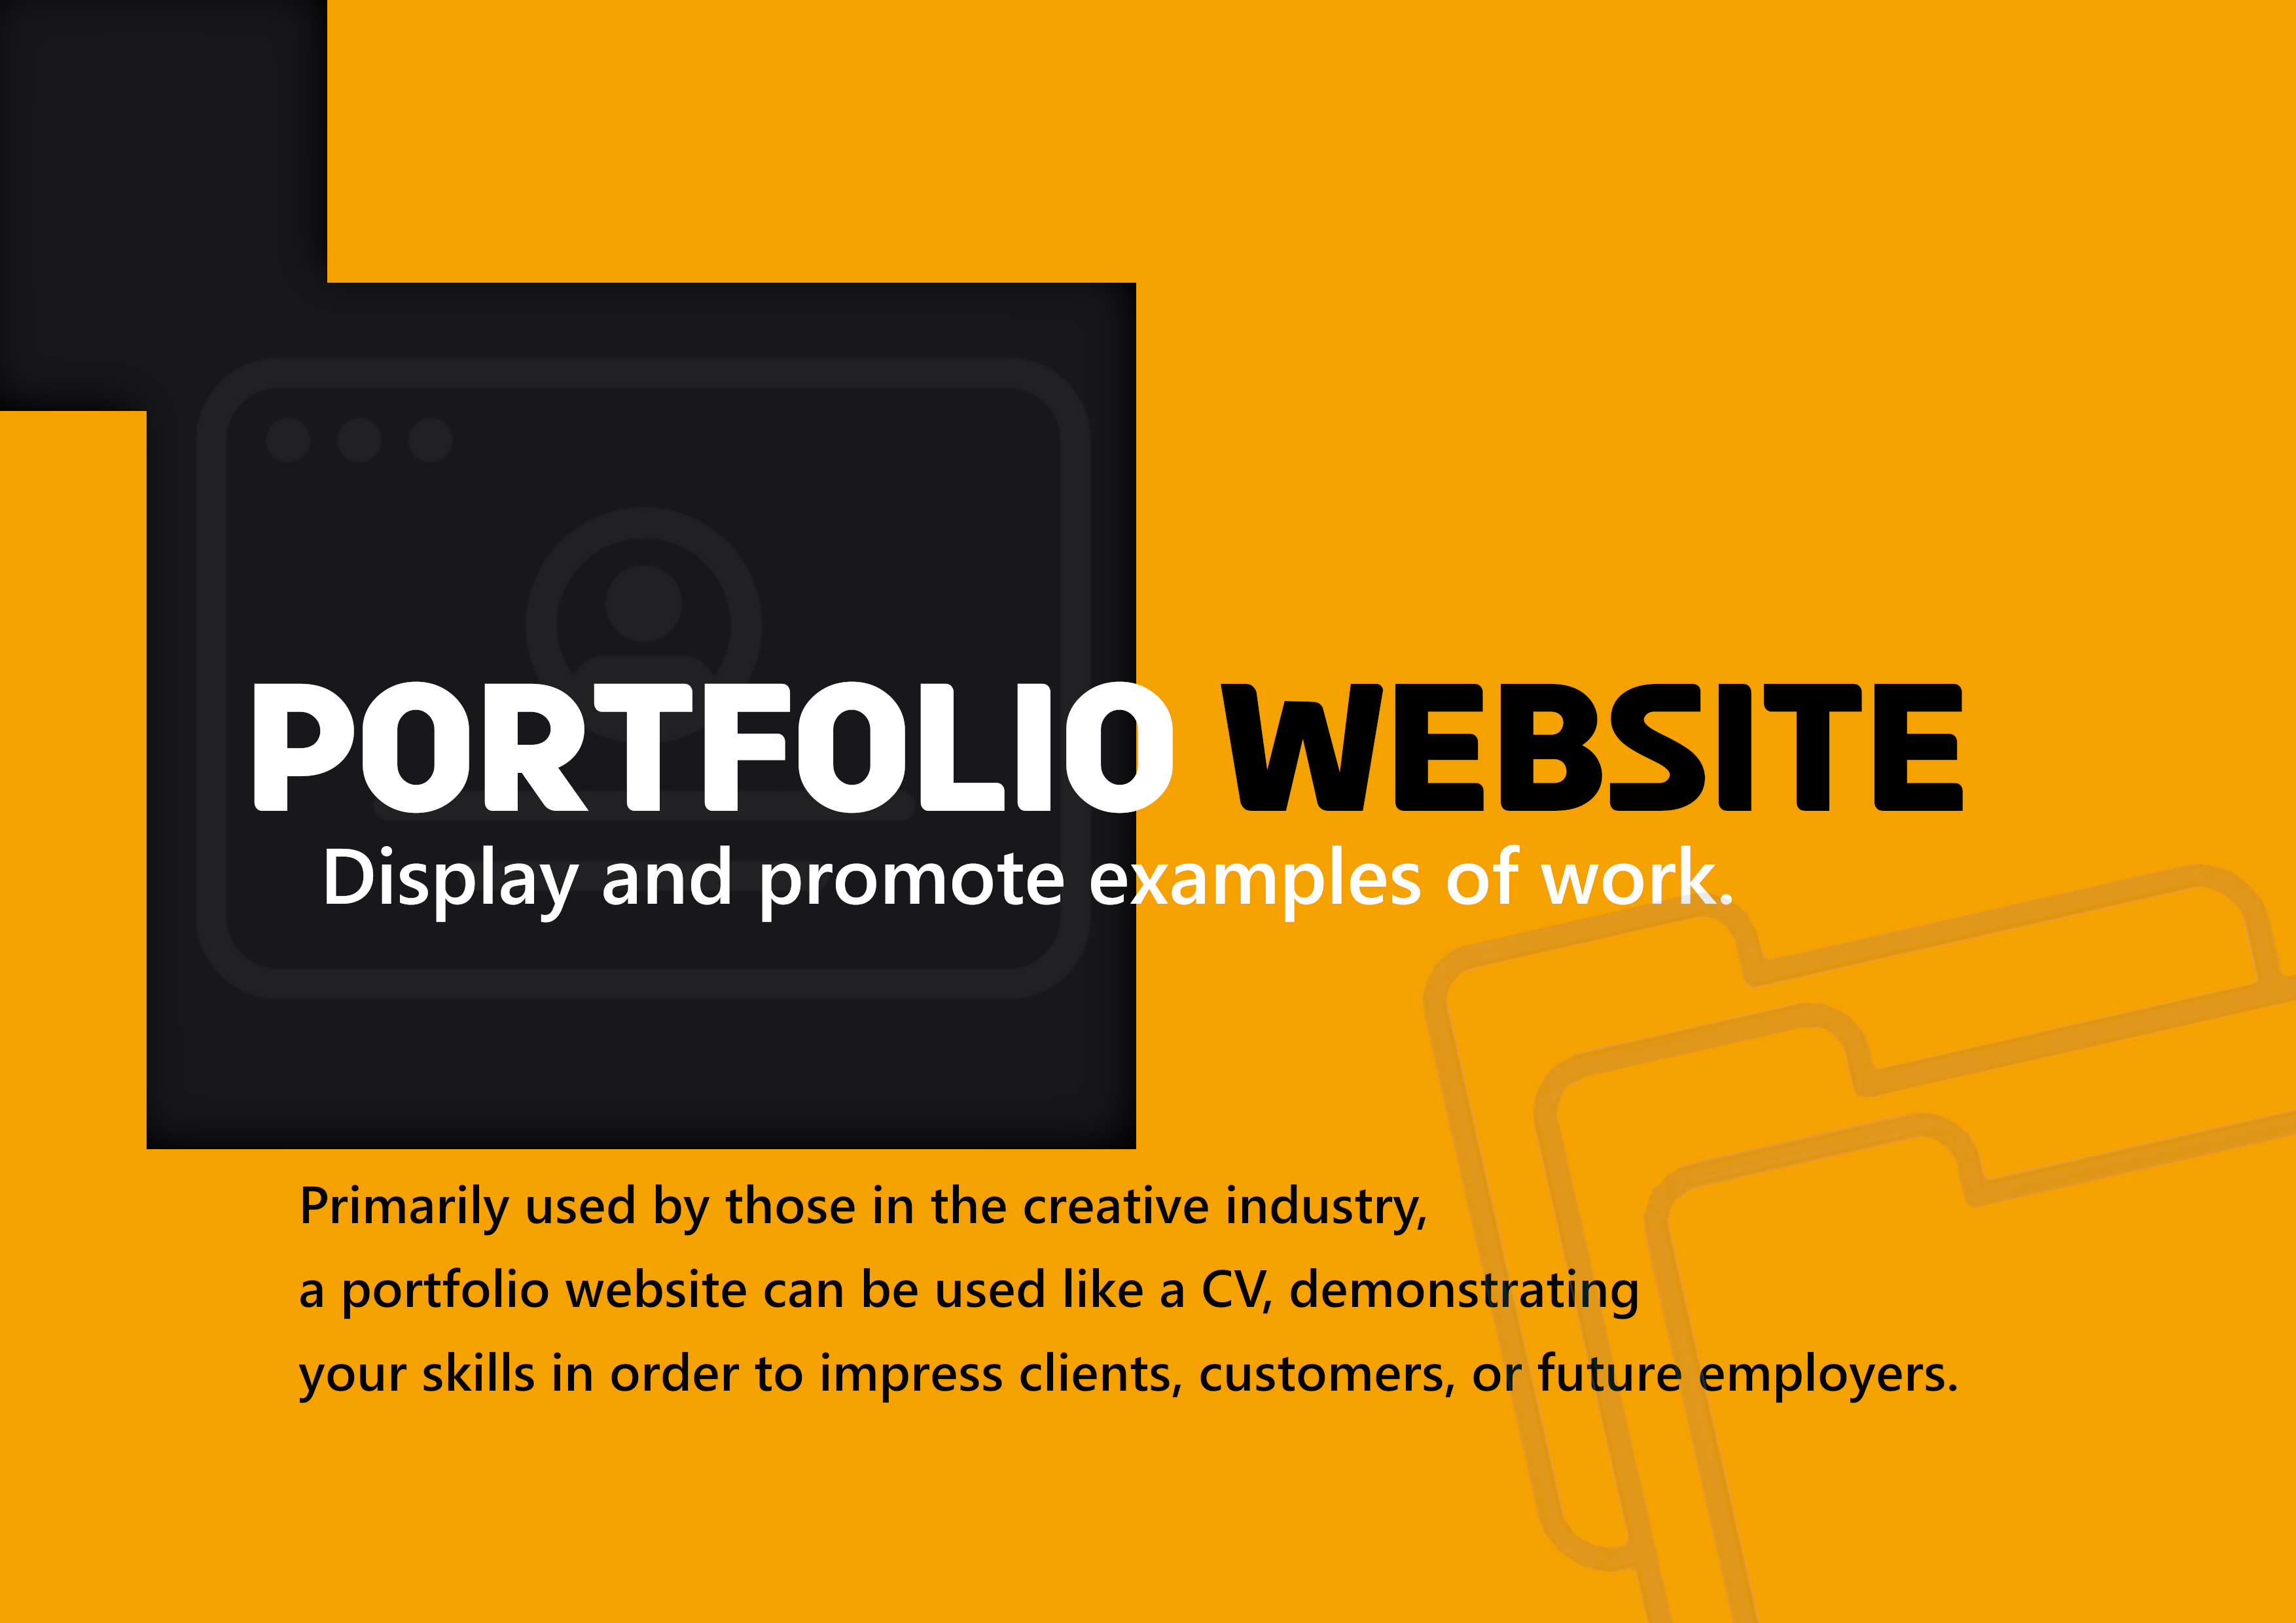 PORTFOLIO WEBSITE
Display and promote examples of work.
Primarily used by those in the creative industry,
a portfolio website can be used like a CV, demonstrating
your skills in order to impress clients, customers, or future employers.